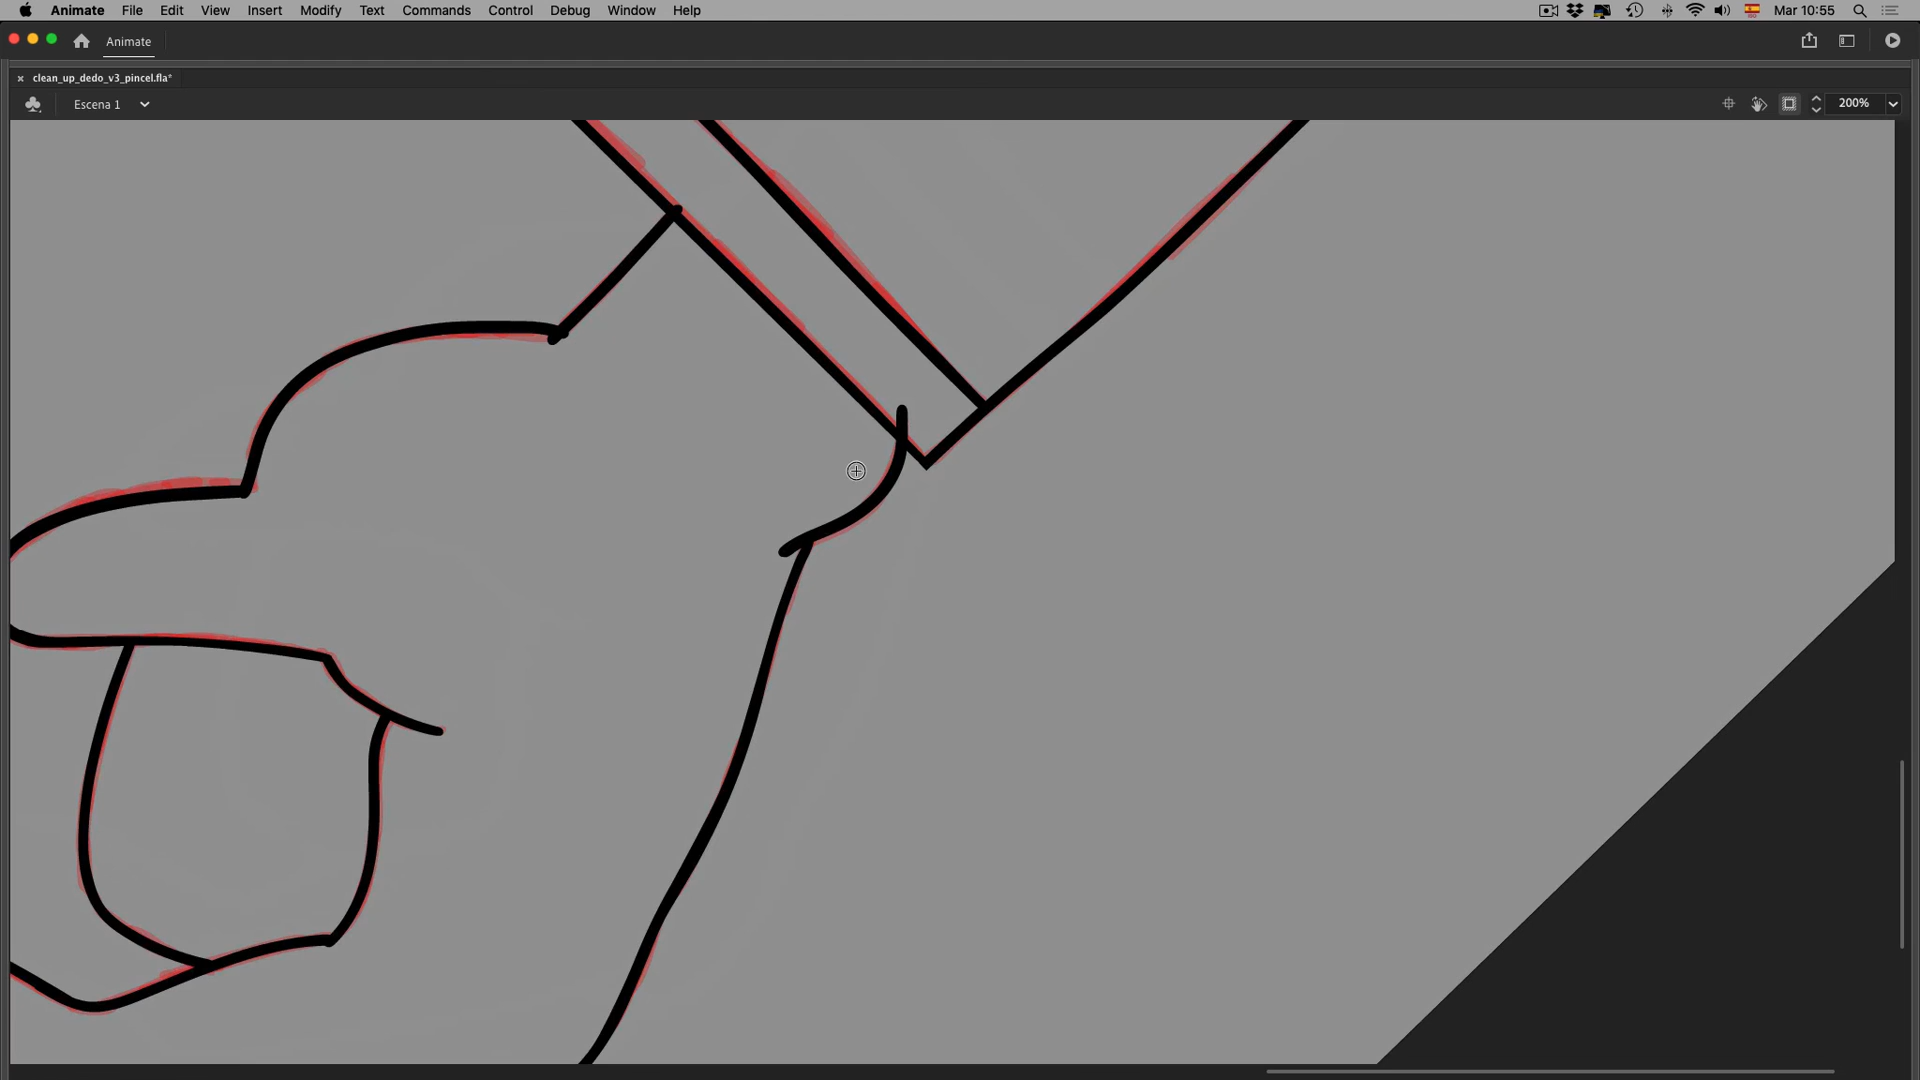 Animate File Edit View Insert Modify Text Commands Control Debug Window Help Mar 10:55
Animate
clean_up_dedo_v3_pincel.fla*
Escena 1 200%